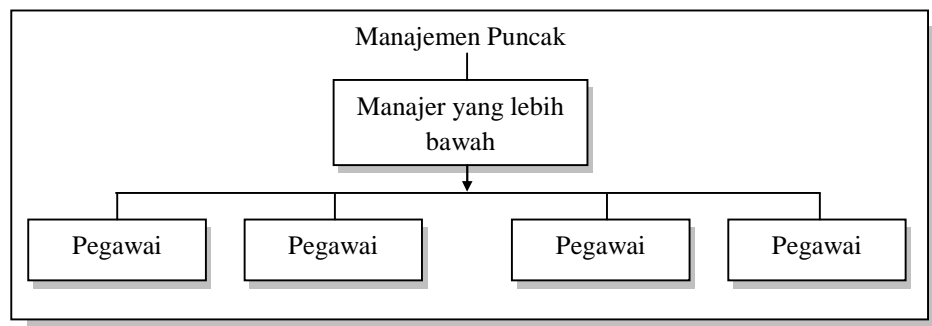 Manajemen Puncak
Manajer yang lebih
bawah
Pegawai
Pegawai
Pegawai
Pegawai